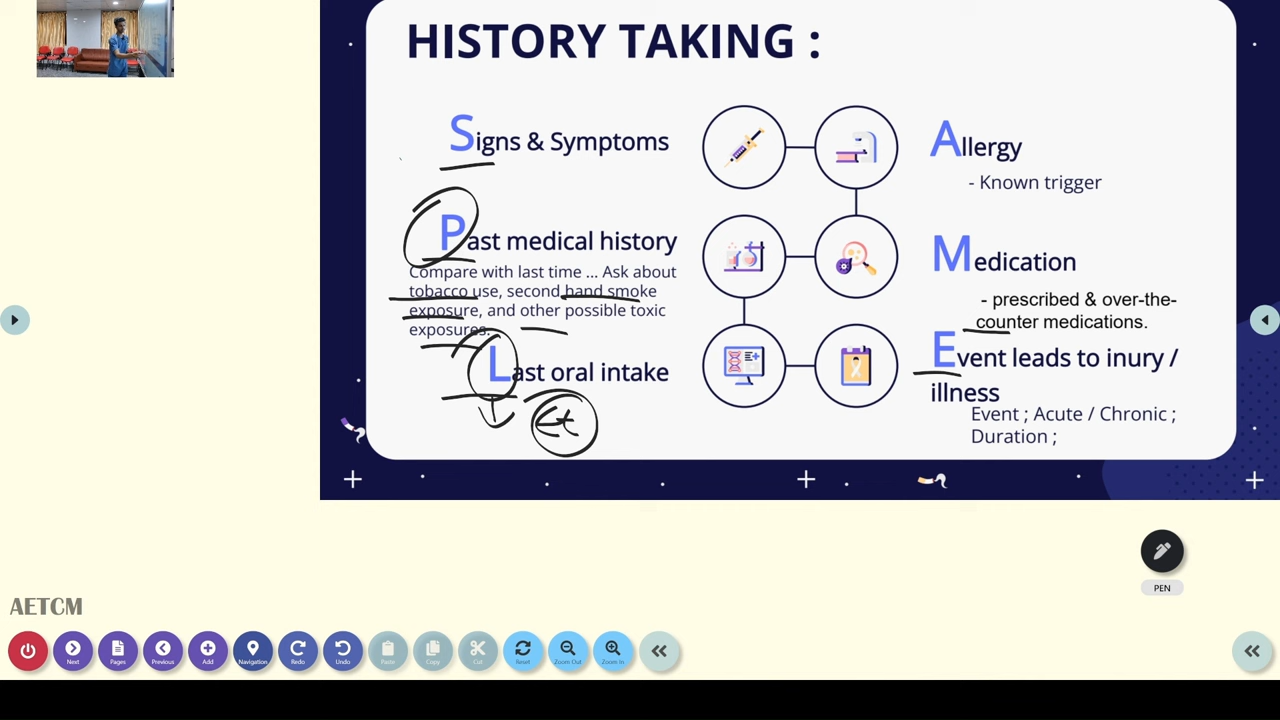 HISTORY TAKING :
Signs & Symptoms
Allergy
- Known trigger
Past medical history
Compare with last time ... Ask about
tobacco use, second hand smoke
exposure, and other possible toxic
exposures.
Medication
- prescribed & over-the-
counter medications.
Last oral intake
Event leads to inury /
illness
Event ; Acute / Chronic ;
Duration ;
PEN
AETCM
Next
Pages
Previous
Add
Navigation
Redo
Undo
Paste
Copy
Cut
Reset
Zoom Out
Zoom In